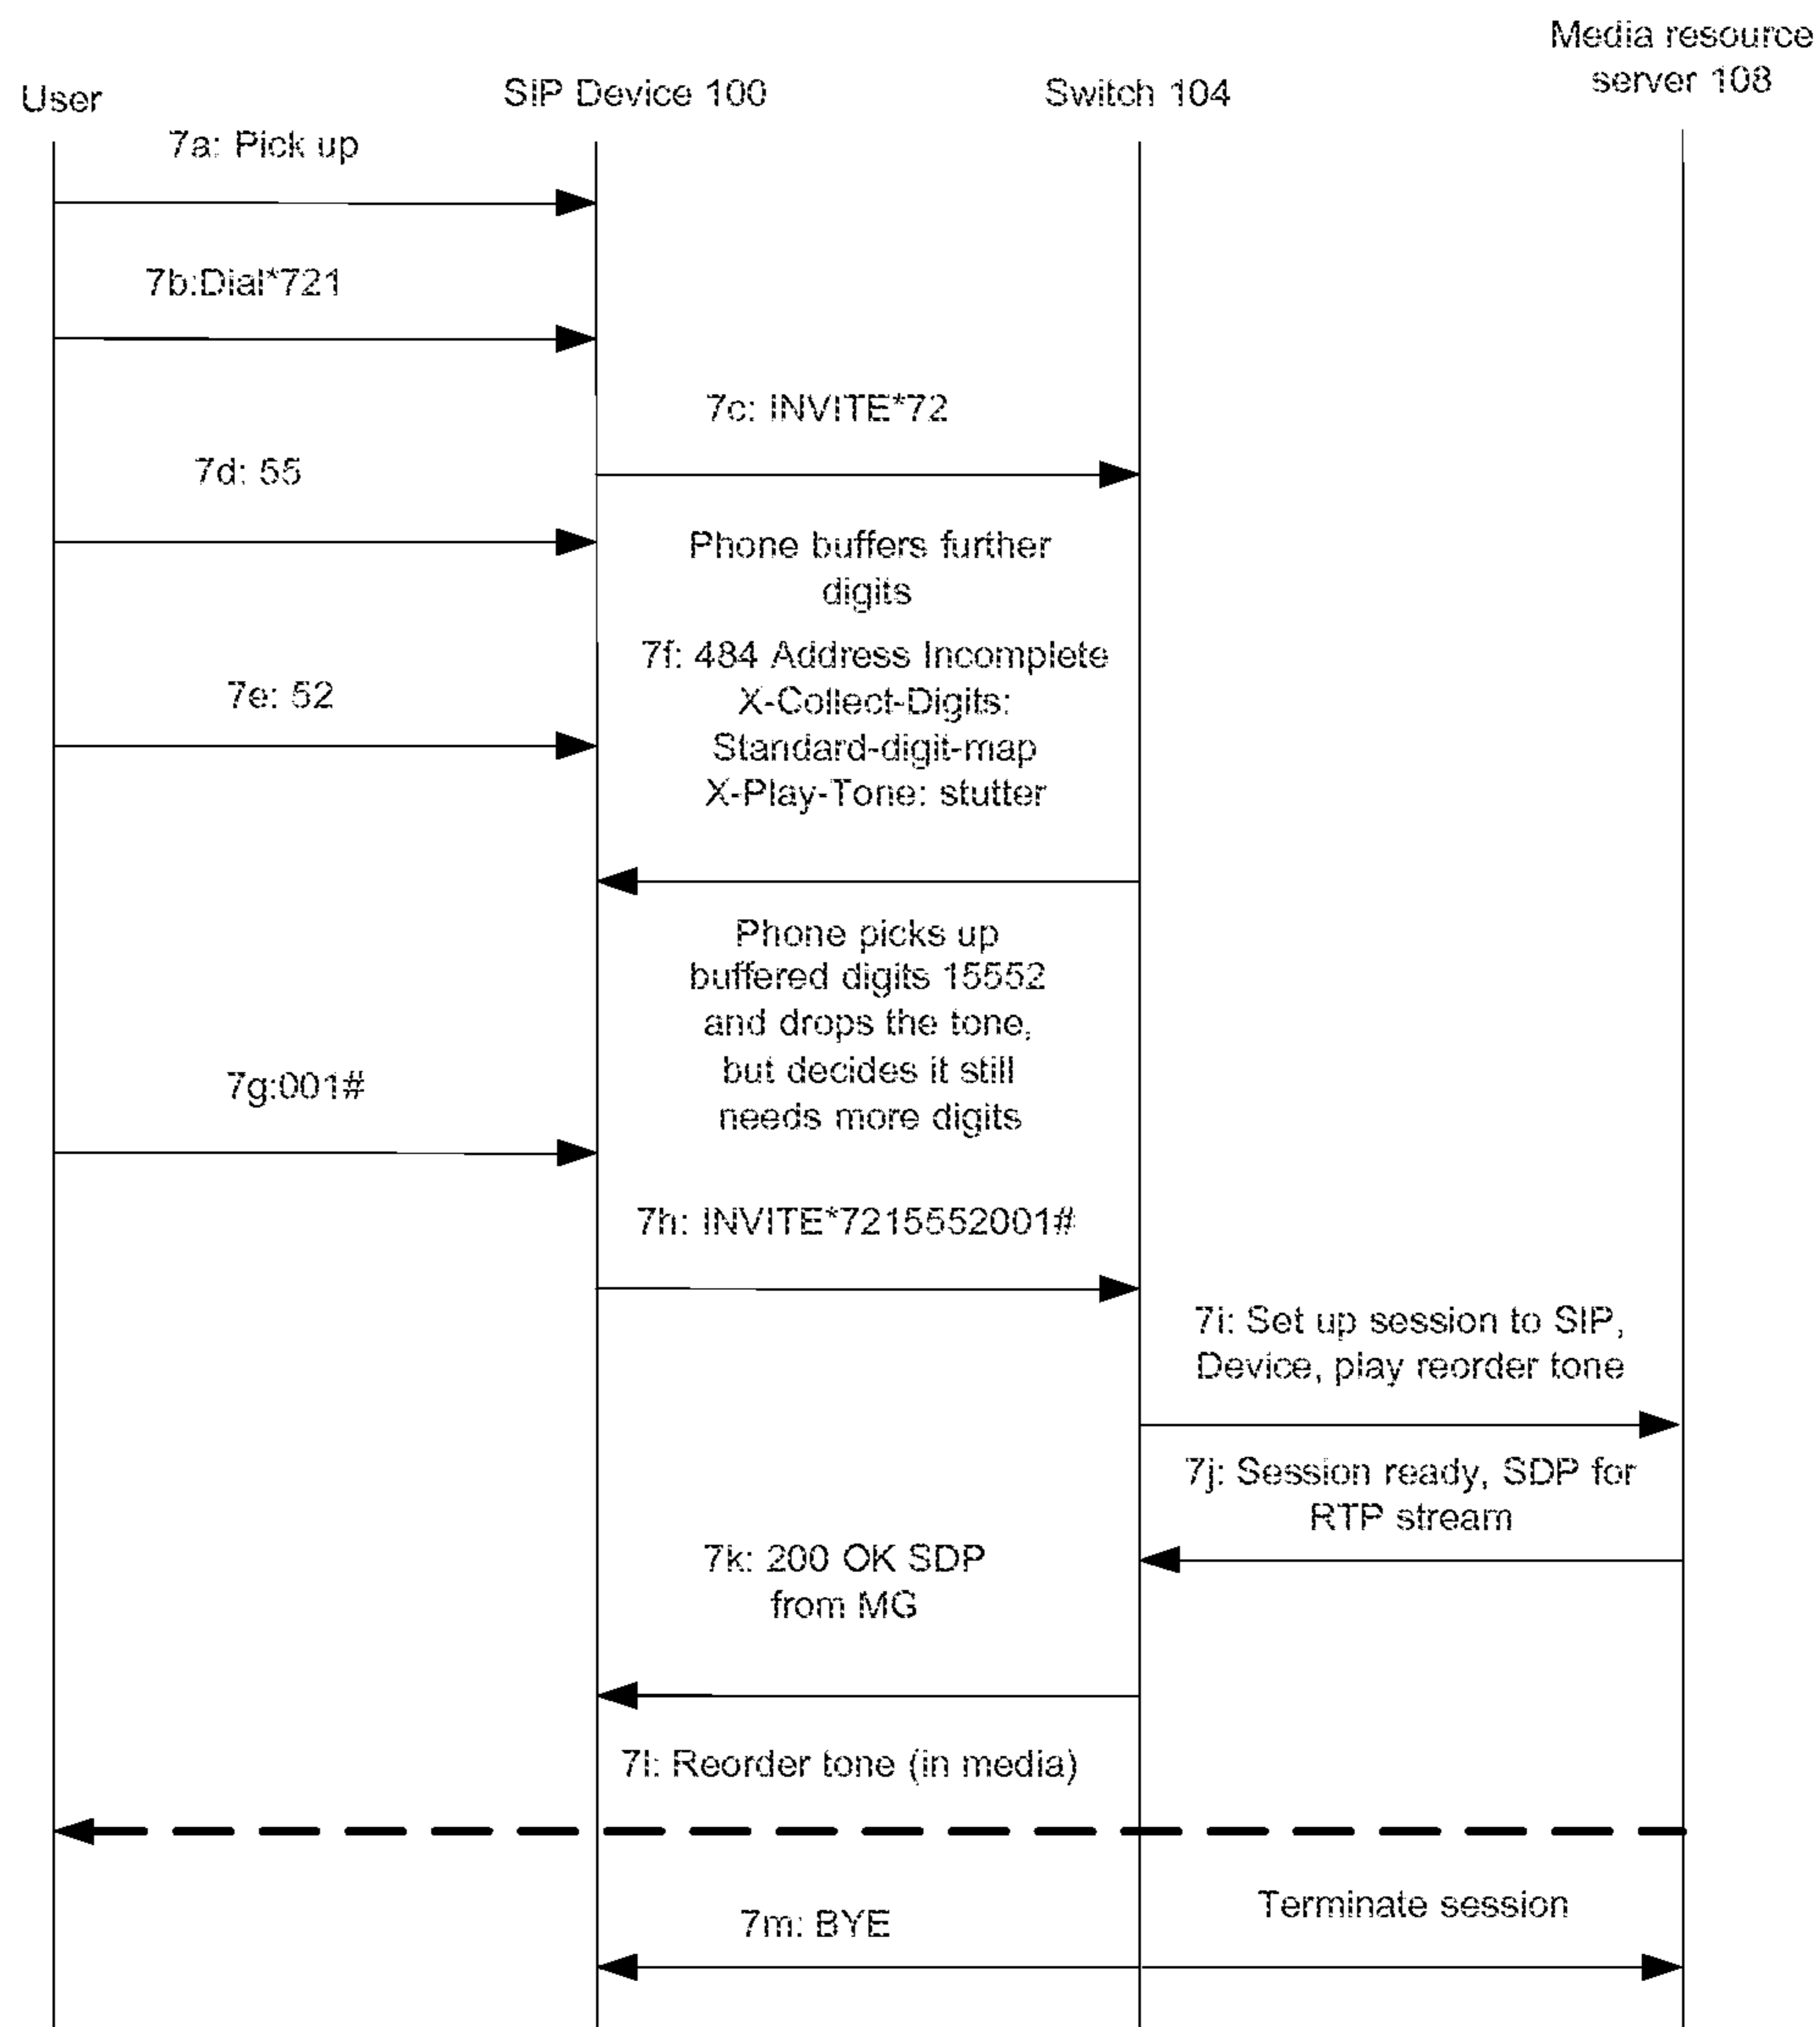 Media resource
server 108
User
SIP Device 100
Switch 104
7a: Pick up
7b:Dial*721
7c: INVITE*72
7d: 55
Phone buffers further
digits
7f: 484 Address Incomplete
X-Collect-Digits:
Standard-digit-map
X-Play-Tone: stutter
7e: 52
Phone picks up
buffered digits 15552
and drops the tone,
but decides it still
needs more digits
7g:001#
7h: INVITE*7215552001#
7i: Set up session to SIP,
Device, play reorder tone
7j: Session ready, SDP for
RTP stream
7k: 200 OK SDP
from MG
7l: Reorder tone (in media)
Terminate session
7m: BYE